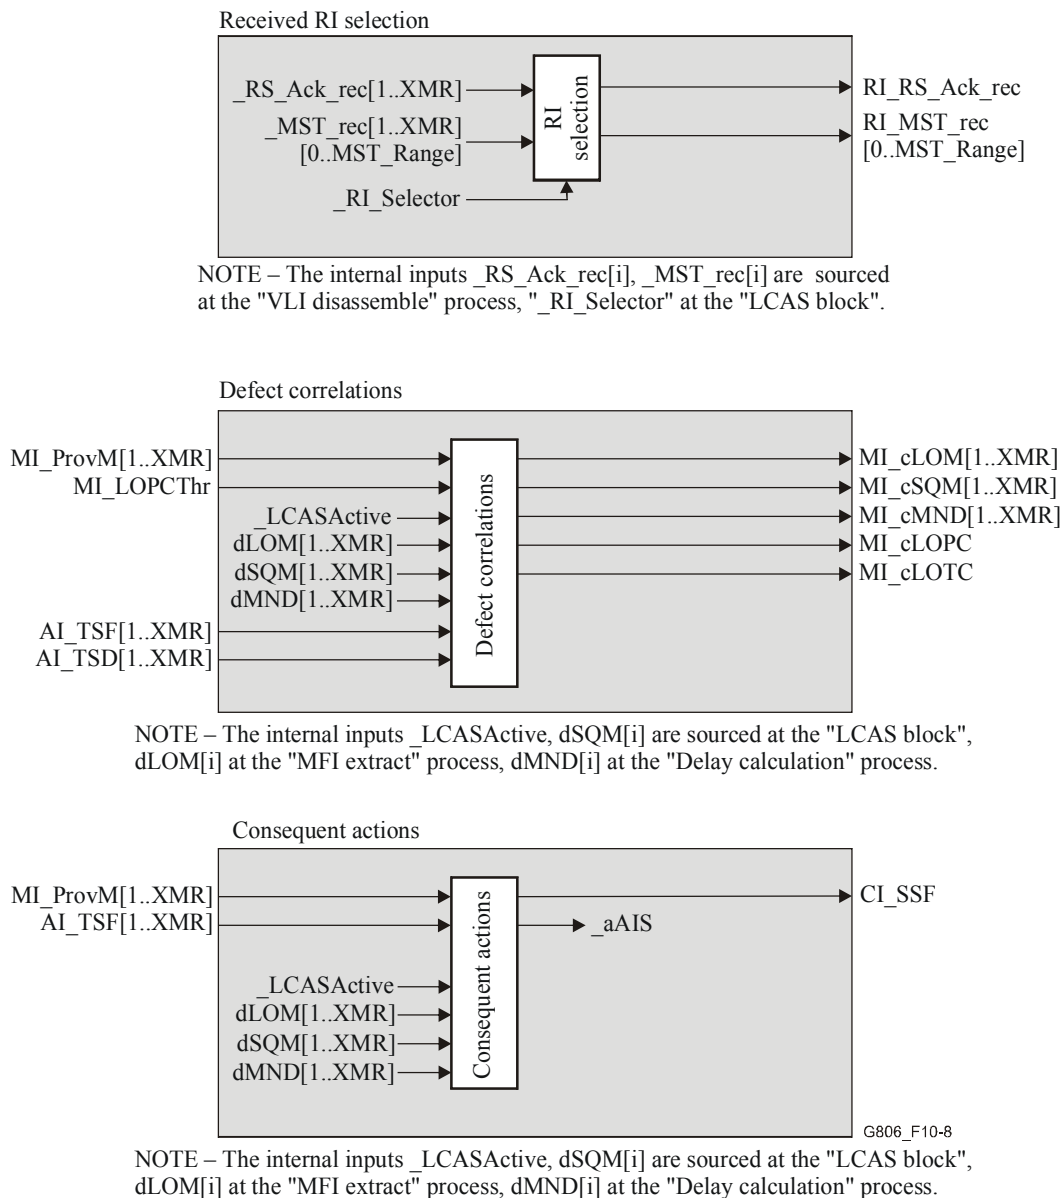 Received RI selection
_RS_Ack_rec[1..XMR]
_MST_rec[1..XMR]
[0..MST_Range]
_RI_Selector
RI
selection
RI_RS_Ack_rec
RI_MST_rec
[0..MST_Range]
NOTE – The internal inputs _RS_Ack_rec[i], _MST_rec[i] are sourced
at the "VLI disassemble" process, "_RI_Selector" at the "LCAS block".
Defect correlations
MI_ProvM[1..XMR]
MI_LOPCThr
_LCASActive
dLOM[1..XMR]
dSQM[1..XMR]
dMND[1..XMR]
AI_TSF[1..XMR]
AI_TSD[1..XMR]
Defect correlations
MI_cLOM[1..XMR]
MI_cSQM[1..XMR]
MI_cMND[1..XMR]
MI_cLOPC
MI_cLOTC
NOTE – The internal inputs _LCASActive, dSQM[i] are sourced at the "LCAS block",
dLOM[i] at the "MFI extract" process, dMND[i] at the "Delay calculation" process.
Consequent actions
MI_ProvM[1..XMR]
AI_TSF[1..XMR]
_LCASActive
dLOM[1..XMR]
dSQM[1..XMR]
dMND[1..XMR]
Consequent actions
CI_SSF
_aAIS
G806_F10-8
NOTE – The internal inputs _LCASActive, dSQM[i] are sourced at the "LCAS block",
dLOM[i] at the "MFI extract" process, dMND[i] at the "Delay calculation" process.